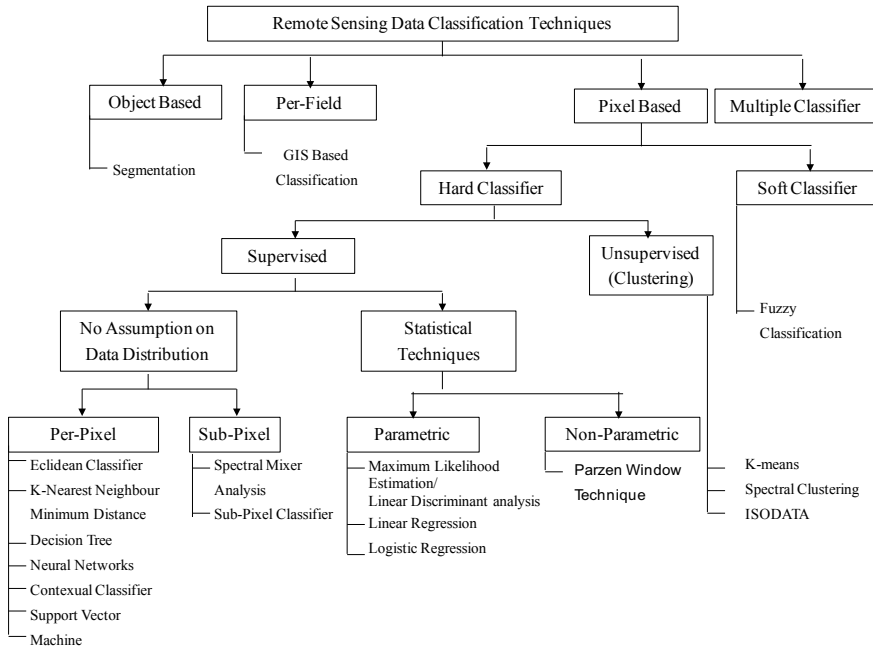 Remote Sensing Data Classification Techniques
Object Based
Per-Field
Pixel Based
Multiple Classifier
Segmentation
GIS Based
Classification
Hard Classifier
Soft Classifier
Supervised
Unsupervised
(Clustering)
Fuzzy
Classification
No Assumption on
Data Distribution
Statistical
Techniques
Per-Pixel
Sub-Pixel
Parametric
Non-Parametric
Eclidean Classifier
K-Nearest Neighbour
Minimum Distance
Decision Tree
Neural Networks
Contexual Classifier
Support Vector
Machine
Spectral Mixer
Analysis
Sub-Pixel Classifier
Maximum Likelihood
Estimation/
Linear Discriminant analysis
Linear Regression
Logistic Regression
Parzen Window
Technique
K-means
Spectral Clustering
ISODATA